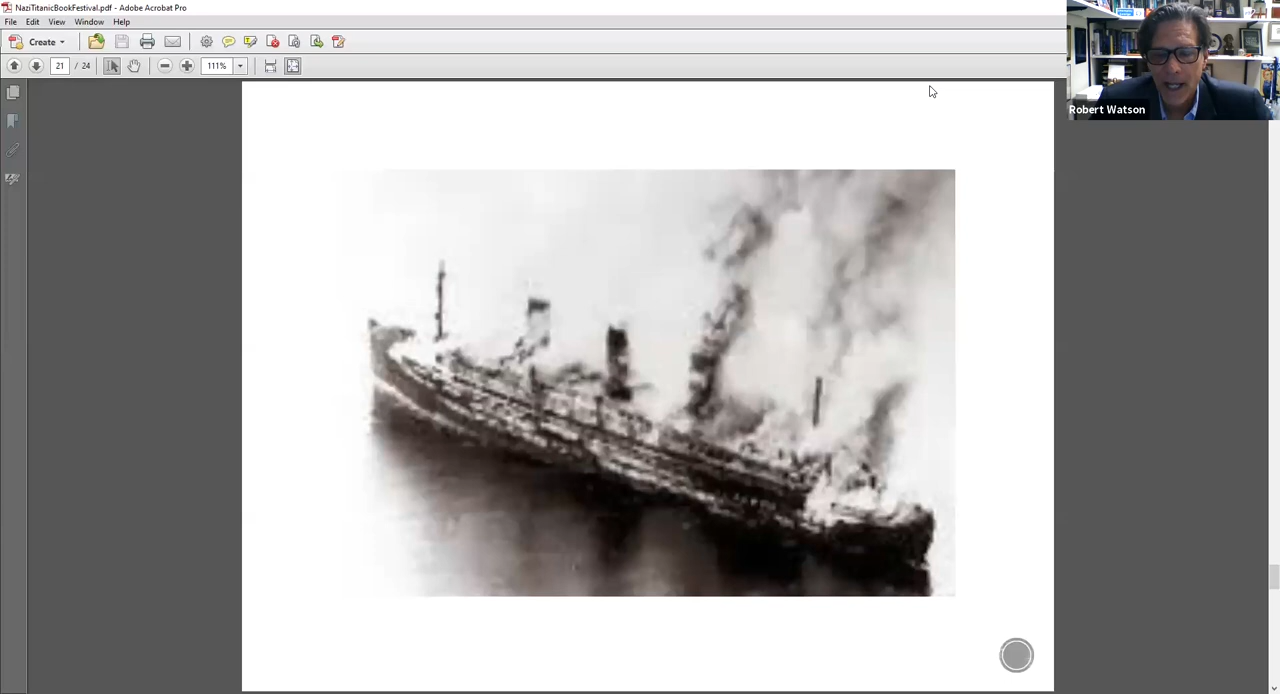 NaziTitanicBookFestival.pdf - Adobe Acrobat Pro
File Edit View Window Help
Create
21 / 24 111%
Robert Watson